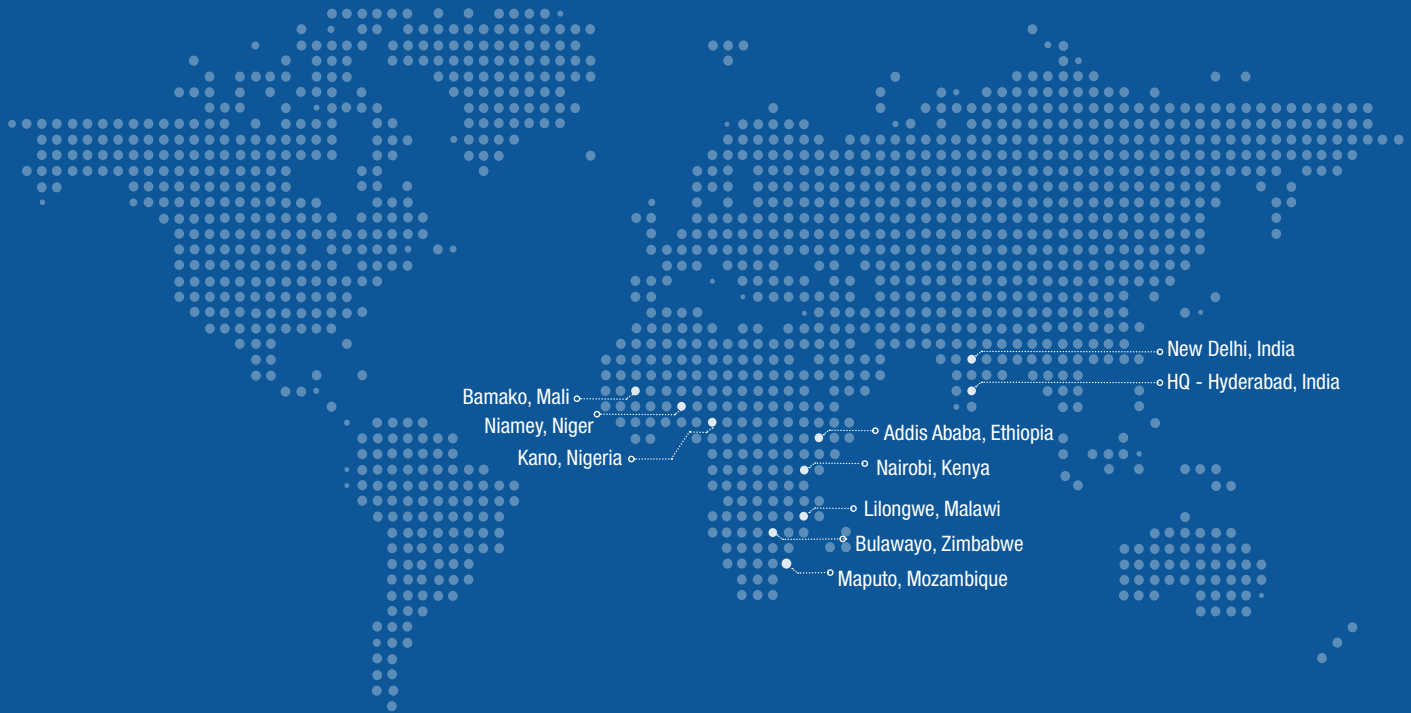 New Delhi, India
HQ - Hyderabad, India
Bamako, Mali
Niamey, Niger
Kano, Nigeria
Addis Ababa, Ethiopia
Nairobi, Kenya
Lilongwe, Malawi
Bulawayo, Zimbabwe
Maputo, Mozambique